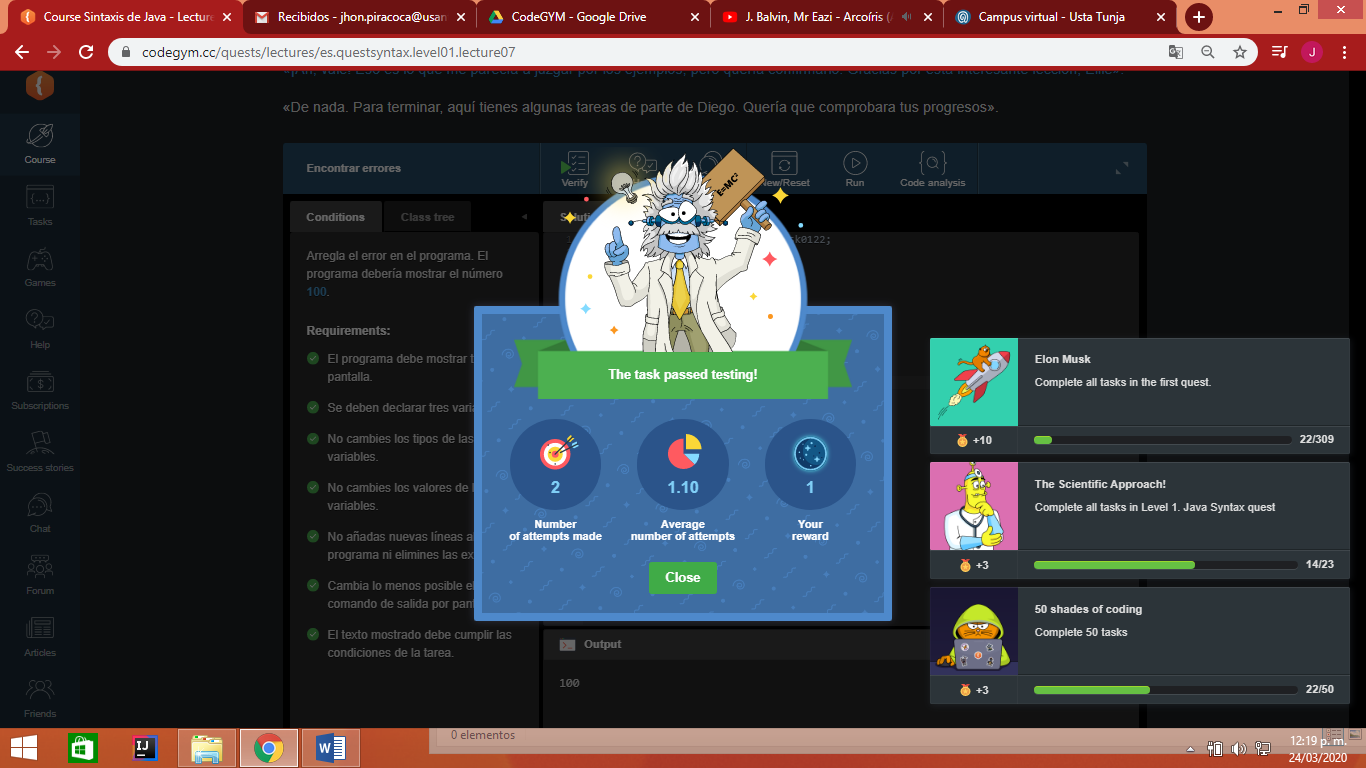 Course Sintaxis de Java - Lecture
Recibidos - jhon.piracoca@usan
CodeGYM - Google Drive
J. Balvin, Mr Eazi - Arcoíris (
Campus virtual - Usta Tunja
codegym.cc/quests/lectures/es.questsyntax.level01.lecture07
J
«De nada. Para terminar, aquí tienes algunas tareas de parte de Diego. Quería que comprobara tus progresos».
Course
Tasks
Games
Help
Subscriptions
Success stories
Chat
Forum
Articles
Friends
Encontrar errores
Verify
New/Reset
Run
Code analysis
Conditions
Class tree
Arregla el error en el programa. El
programa debería mostrar el número
100.
Requirements:
El programa debe mostrar
pantalla.
Se deben declarar tres
No cambies los tipos de las
variables.
No cambies los valores de
variables.
No añadas nuevas líneas
programa ni elimines las
Cambia lo menos posible
comando de salida por
El texto mostrado debe cumplir las
condiciones de la tarea.
1
k0122;
E=MC²
The task passed testing!
2
Number
of attempts made
1.10
Average
number of attempts
1
Your
reward
Close
Output
100
Elon Musk
Complete all tasks in the first quest.
+10
22/309
The Scientific Approach!
Complete all tasks in Level 1. Java Syntax quest
+3
14/23
50 shades of coding
Complete 50 tasks
+3
22/50
0 elementos
IJ
12:19 p. m.
24/03/2020